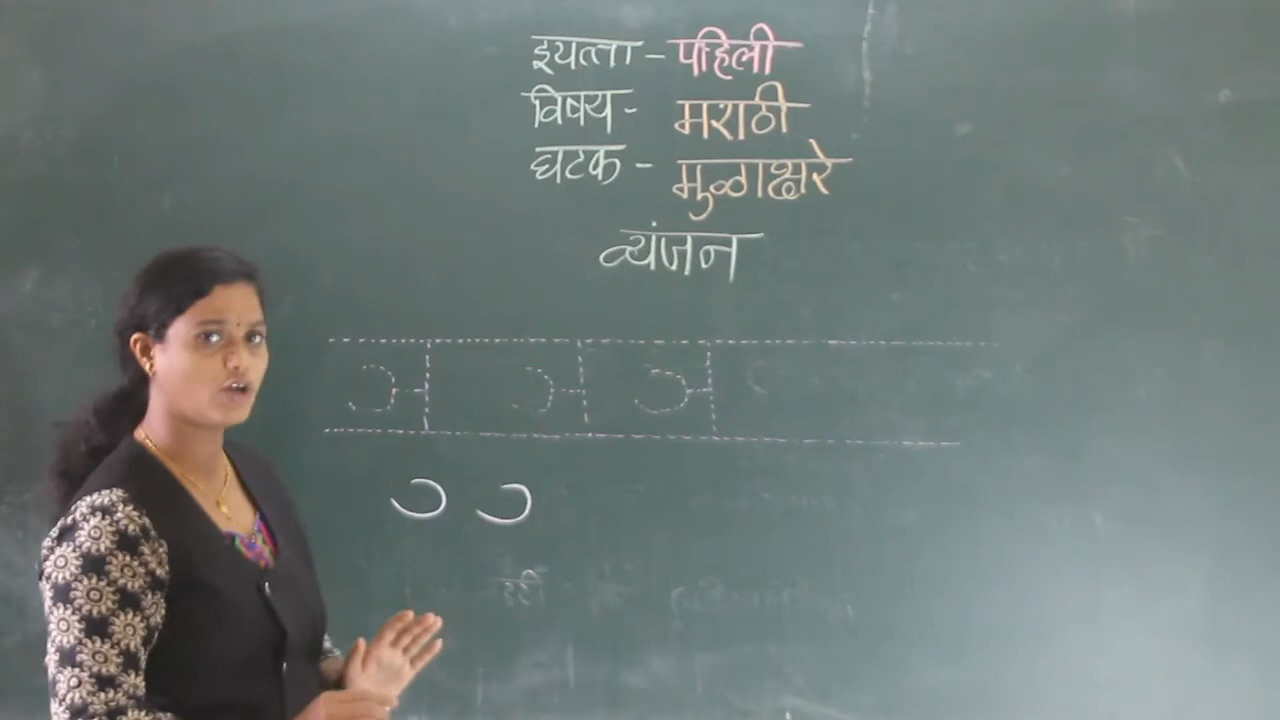 इयत्ता - पहिली
विषय - मराठी
घटक - मुळाक्षरे
व्यंजन